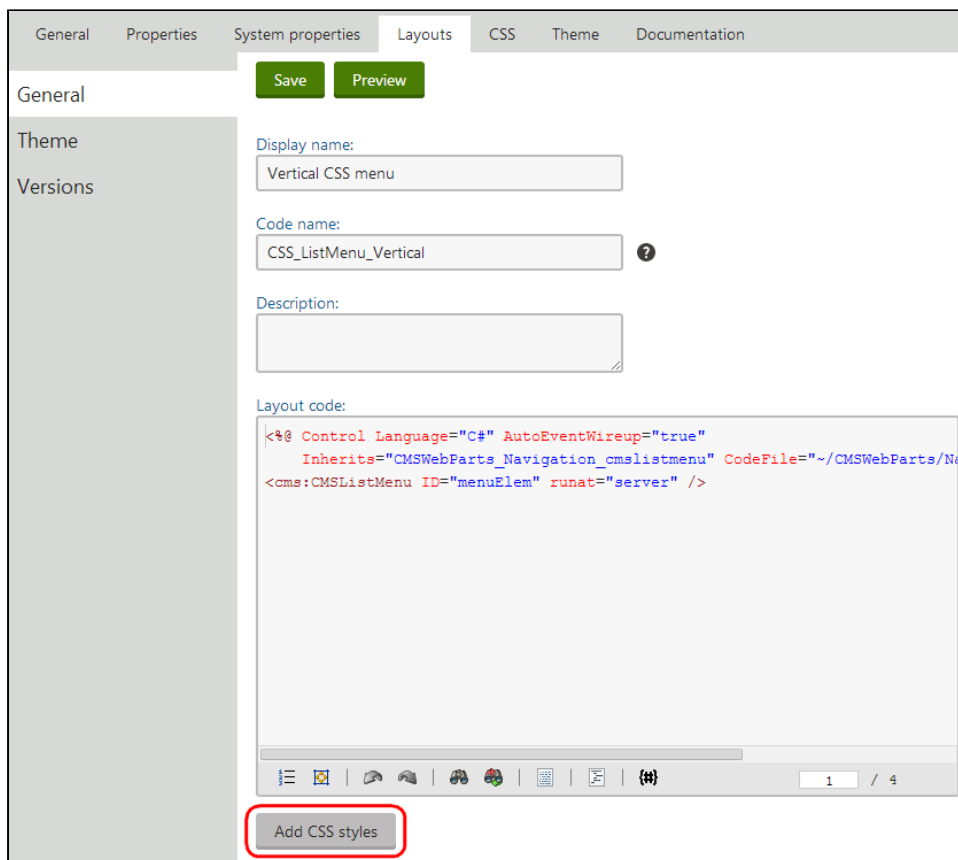 General Properties System properties Layouts CSS Theme Documentation
General
Theme
Versions
Save Preview
Display name:
Vertical CSS menu
Code name:
CSS_ListMenu_Vertical
?
Description:
Layout code:
<%@ Control Language="C#" AutoEventWireup="true"
Inherits="CMSWebParts_Navigation_cmslistmenu" CodeFile="~/CMSWebParts/Na
<cms:CMSListMenu ID="menuElem" runat="server" />
{#}
1 / 4
Add CSS styles